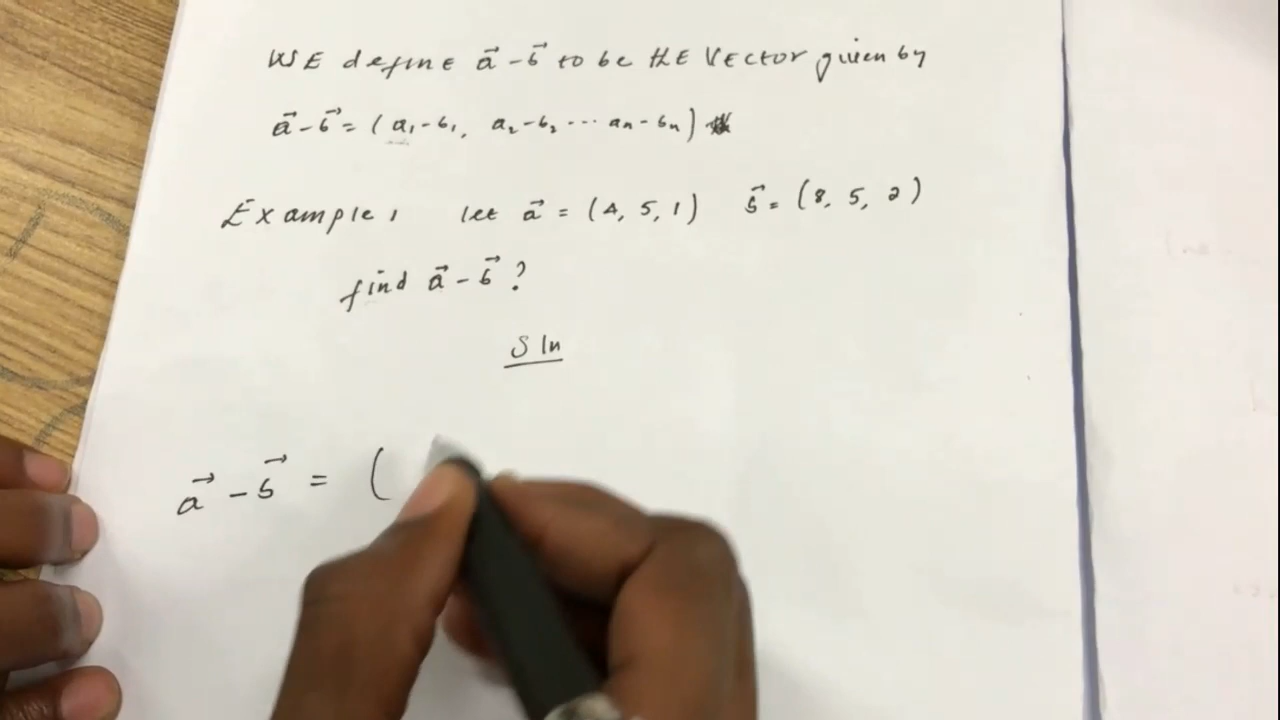 WE define a⃗ - b⃗ to be thE Vector given by
a⃗ - b⃗ = (a₁-b₁, a₂-b₂ ... aₙ-bₙ)
Example, let a⃗ = (4, 5, 1) b⃗ = (8, 5, 2)
find a⃗ - b⃗ ?
Sln
a⃗ - b⃗ = (